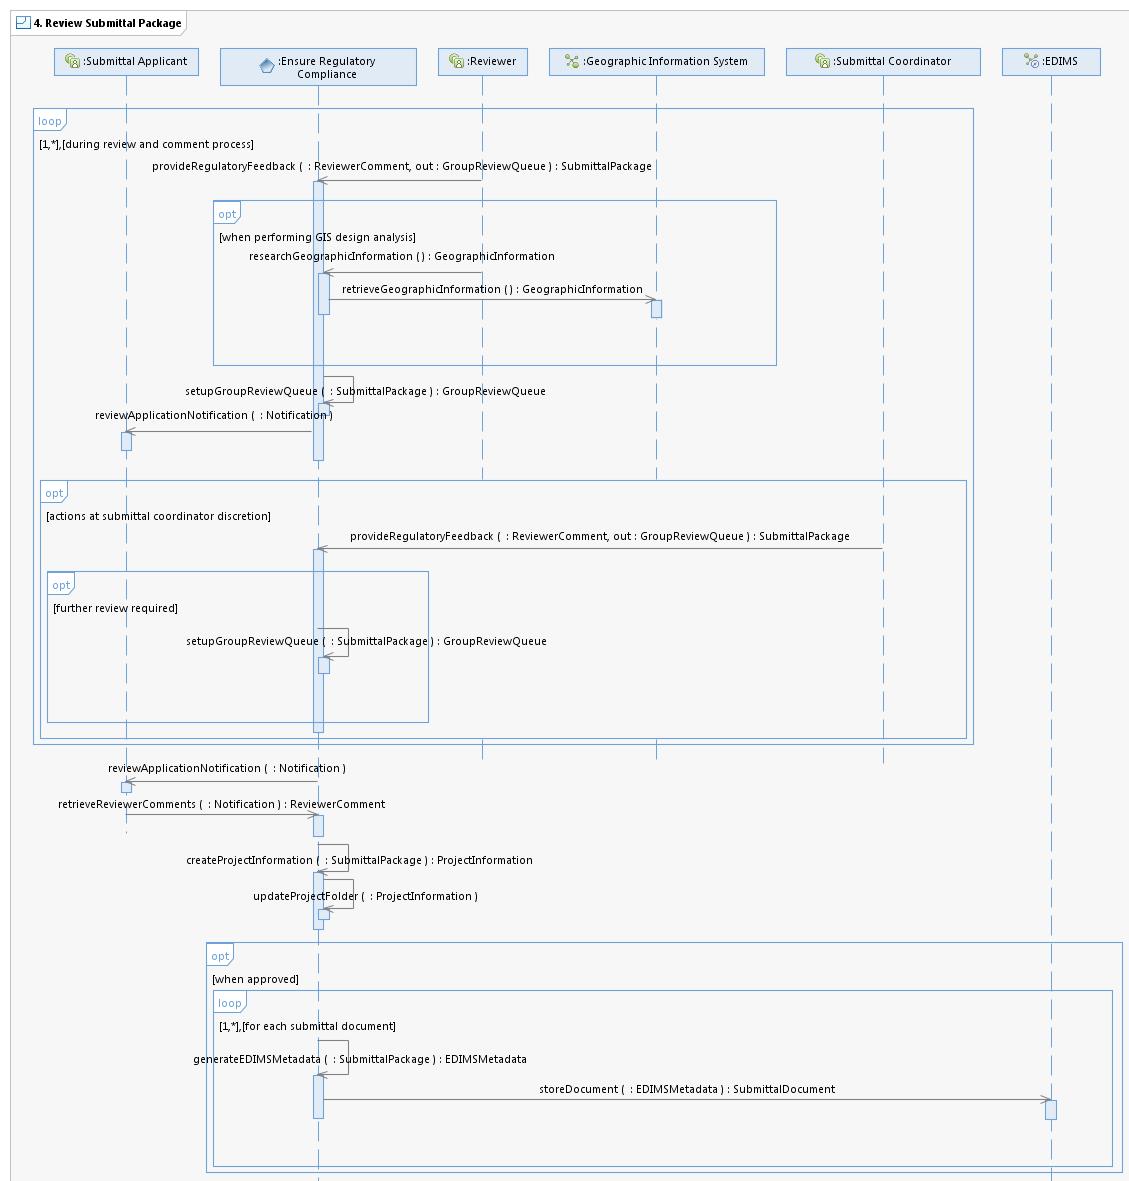 4. Review Submittal Package
:Submittal Applicant
:Ensure Regulatory
Compliance
:Reviewer
:Geographic Information System
:Submittal Coordinator
:EDIMS
loop
[1,*],[during review and comment process]
provideRegulatoryFeedback ( : ReviewerComment, out : GroupReviewQueue ) : SubmittalPackage
opt
[when performing GIS design analysis]
researchGeographicInformation ( ) : GeographicInformation
retrieveGeographicInformation ( ) : GeographicInformation
setupGroupReviewQueue ( : SubmittalPackage ) : GroupReviewQueue
reviewApplicationNotification ( : Notification )
opt
[actions at submittal coordinator discretion]
provideRegulatoryFeedback ( : ReviewerComment, out : GroupReviewQueue ) : SubmittalPackage
opt
[further review required]
setupGroupReviewQueue ( : SubmittalPackage ) : GroupReviewQueue
reviewApplicationNotification ( : Notification )
retrieveReviewerComments ( : Notification ) : ReviewerComment
createProjectInformation ( : SubmittalPackage ) : ProjectInformation
updateProjectFolder ( : ProjectInformation )
opt
[when approved]
loop
[1,*],[for each submittal document]
generateEDIMSMetadata ( : SubmittalPackage ) : EDIMSMetadata
storeDocument ( : EDIMSMetadata ) : SubmittalDocument